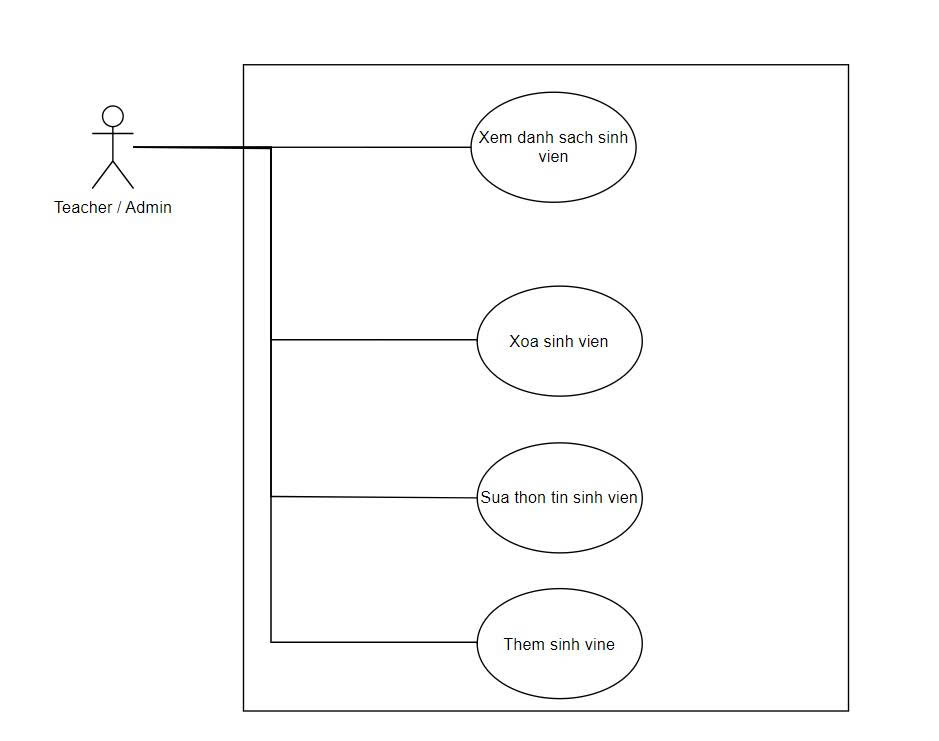 Xem danh sach sinh
vien
Teacher / Admin
Xoa sinh vien
Sua thon tin sinh vien
Them sinh vine